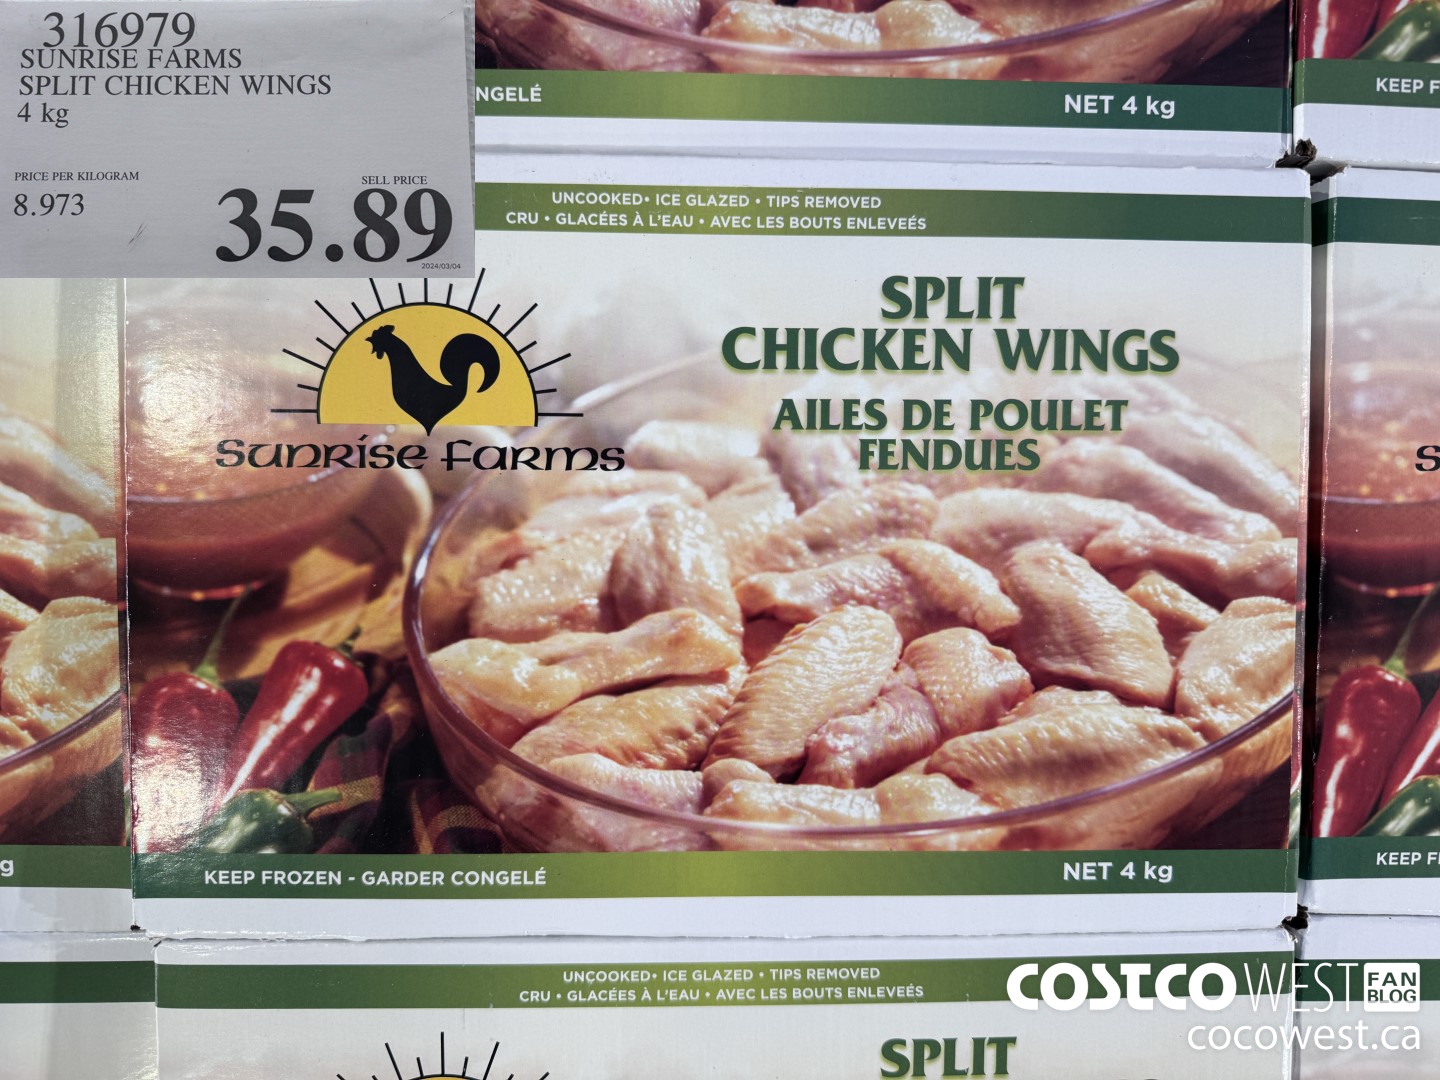 316979
SUNRISE FARMS
SPLIT CHICKEN WINGS
4 kg
PRICE PER KILOGRAM
8.973
SELL PRICE
35.89
2024/03/04
NGELÉ
NET 4 kg
KEEP F
UNCOOKED • ICE GLAZED • TIPS REMOVED
CRU • GLACÉES À L'EAU • AVEC LES BOUTS ENLEVEÉS
SPLIT
CHICKEN WINGS
AILES DE POULET
FENDUES
Sunrise Farms
S
KEEP FROZEN - GARDER CONGELÉ
NET 4 kg
g
KEEP F
UNCOOKED • ICE GLAZED • TIPS REMOVED
CRU • GLACÉES À L'EAU • AVEC LES BOUTS ENLEVEÉS
SPLIT
COSTCO WEST FAN BLOG
cocowest.ca